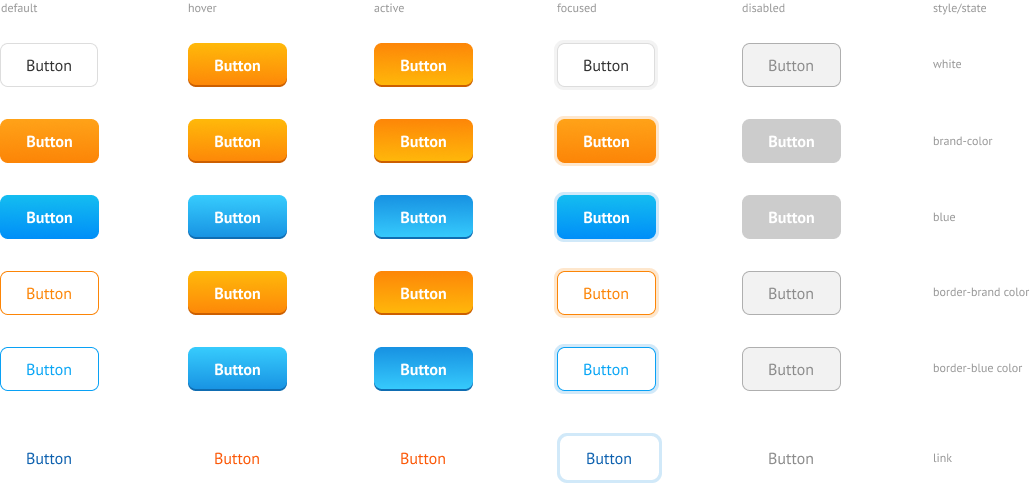 default hover active focused disabled style/state
Button Button Button Button Button white
Button Button Button Button Button brand-color
Button Button Button Button Button blue
Button Button Button Button Button border-brand color
Button Button Button Button Button border-blue color
Button Button Button Button Button link